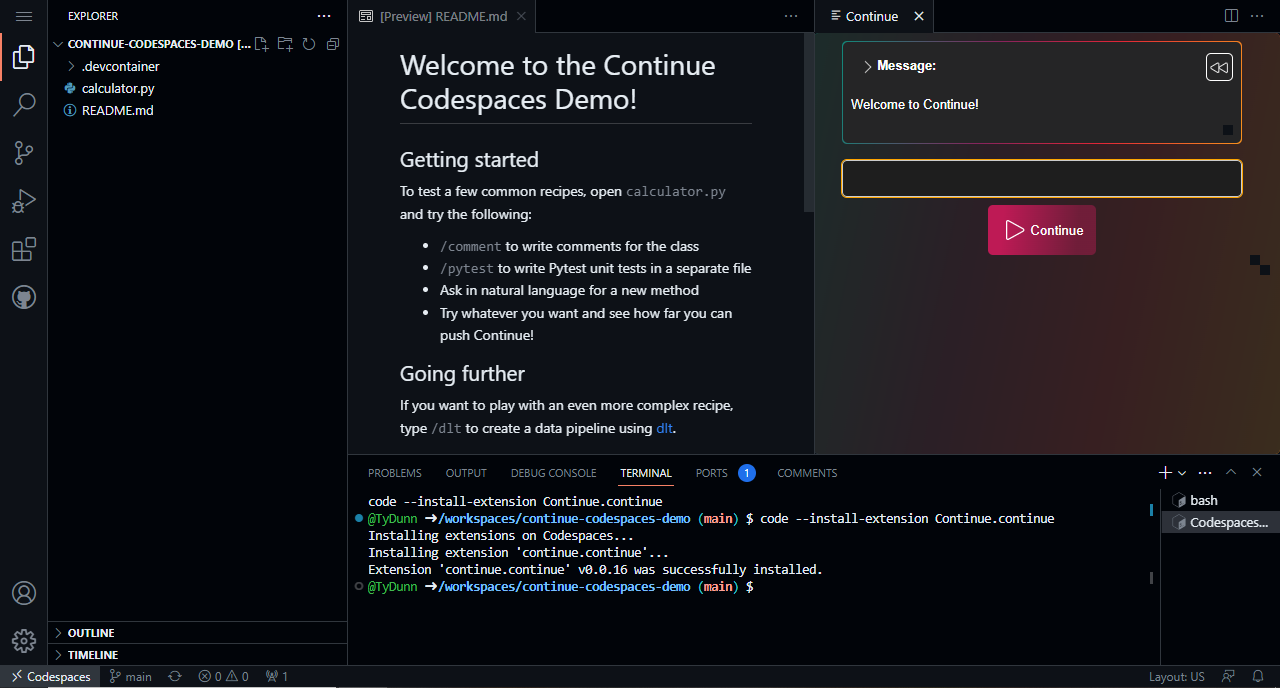 EXPLORER
CONTINUE-CODESPACES-DEMO [...
.devcontainer
calculator.py
README.md
OUTLINE
TIMELINE
[Preview] README.md
Welcome to the Continue
Codespaces Demo!
Getting started
To test a few common recipes, open calculator.py
and try the following:
• /comment to write comments for the class
• /pytest to write Pytest unit tests in a separate file
• Ask in natural language for a new method
• Try whatever you want and see how far you can
push Continue!
Going further
If you want to play with an even more complex recipe,
type /dlt to create a data pipeline using dlt.
Continue
Message:
Welcome to Continue!
Continue
PROBLEMS OUTPUT DEBUG CONSOLE TERMINAL PORTS 1 COMMENTS
code --install-extension Continue.continue
@TyDunn ➜/workspaces/continue-codespaces-demo (main) $ code --install-extension Continue.continue
Installing extensions on Codespaces...
Installing extension 'continue.continue'...
Extension 'continue.continue' v0.0.16 was successfully installed.
@TyDunn ➜/workspaces/continue-codespaces-demo (main) $
bash
Codespaces...
Codespaces main 0 0 1 Layout: US